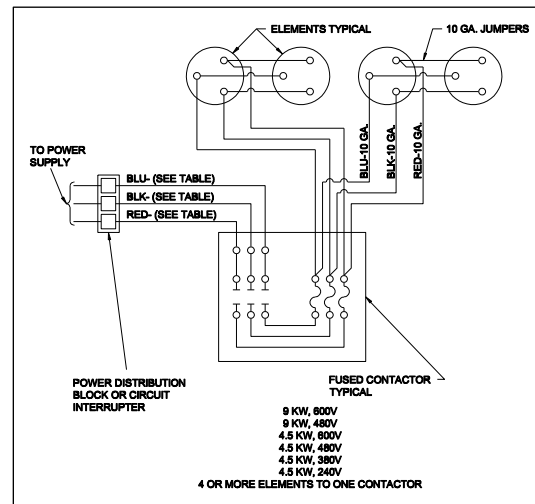 ELEMENTS TYPICAL
10 GA. JUMPERS
BLU-10 GA.
BLK-10 GA.
RED-10 GA.
TO POWER
SUPPLY
BLU- (SEE TABLE)
BLK- (SEE TABLE)
RED- (SEE TABLE)
POWER DISTRIBUTION
BLOCK OR CIRCUIT
INTERRUPTER
FUSED CONTACTOR
TYPICAL
9 KW, 600V
9 KW, 480V
4.5 KW, 600V
4.5 KW, 480V
4.5 KW, 380V
4.5 KW, 240V
4 OR MORE ELEMENTS TO ONE CONTACTOR